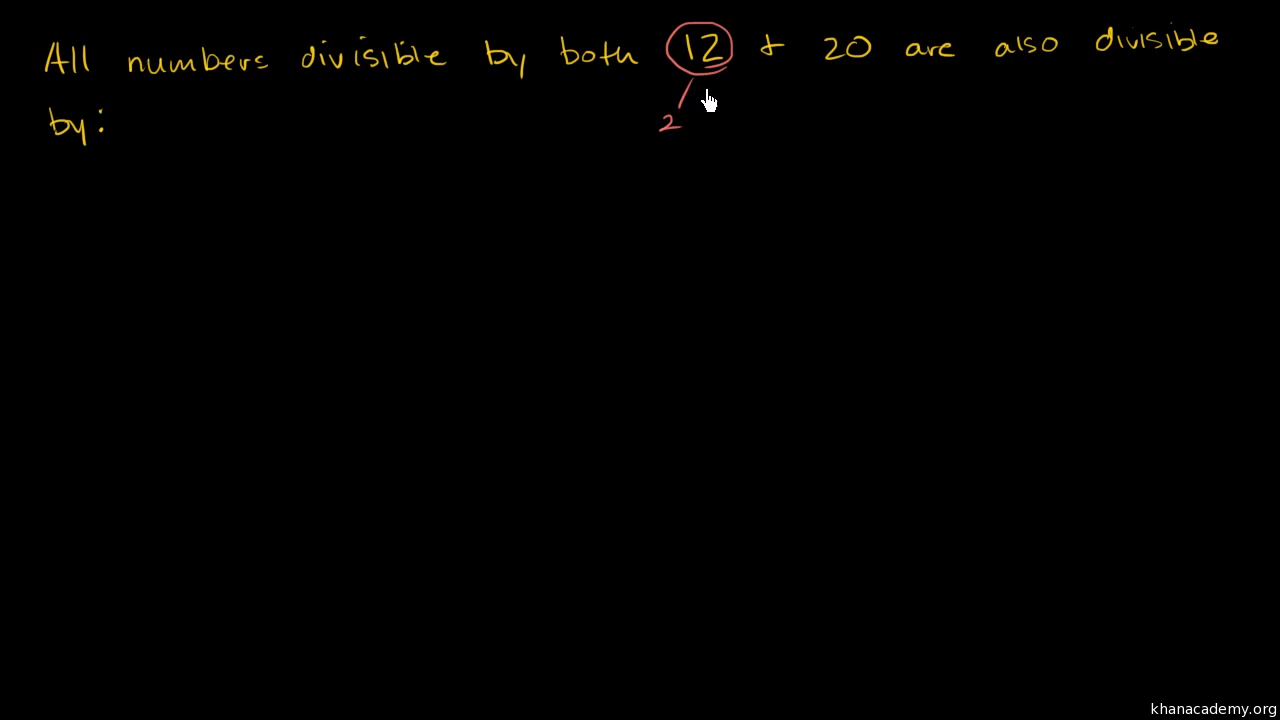 All numbers divisible by both 12 + 20 are also divisible
by:
2
khanacademy.org